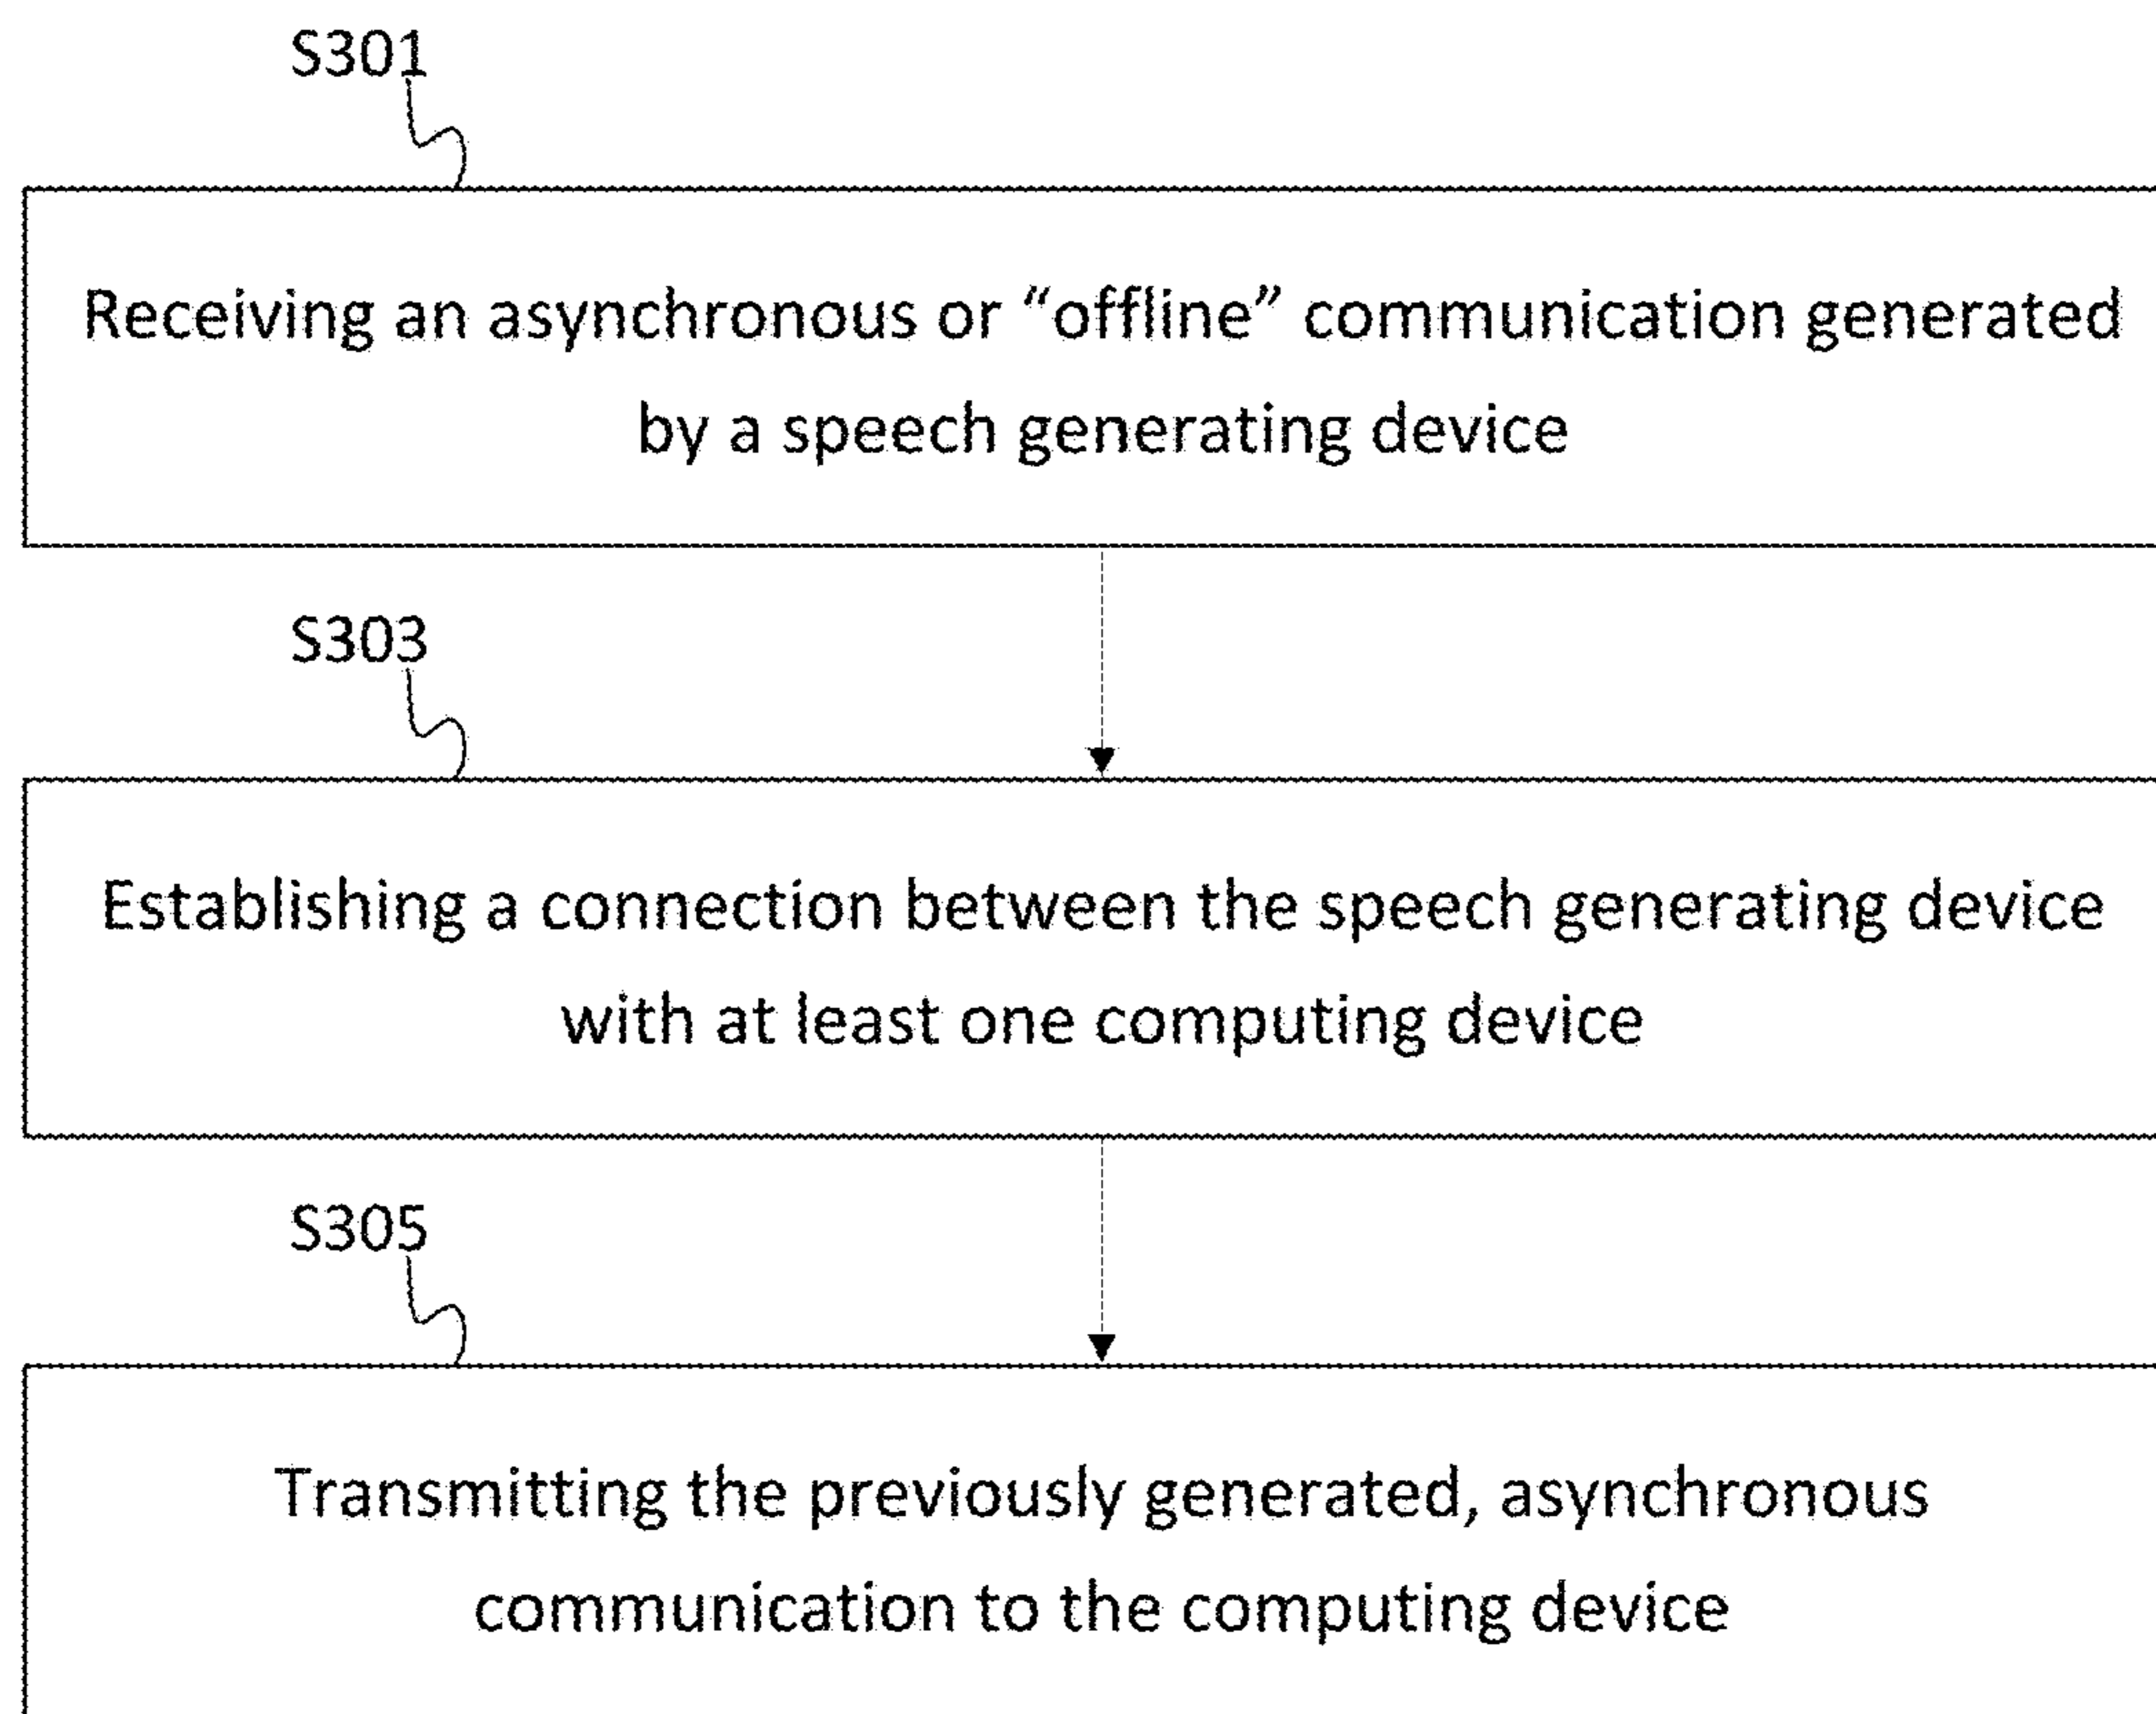 S301
Receiving an asynchronous or “offline” communication generated
by a speech generating device
S303
Establishing a connection between the speech generating device
with at least one computing device
S305
Transmitting the previously generated, asynchronous
communication to the computing device